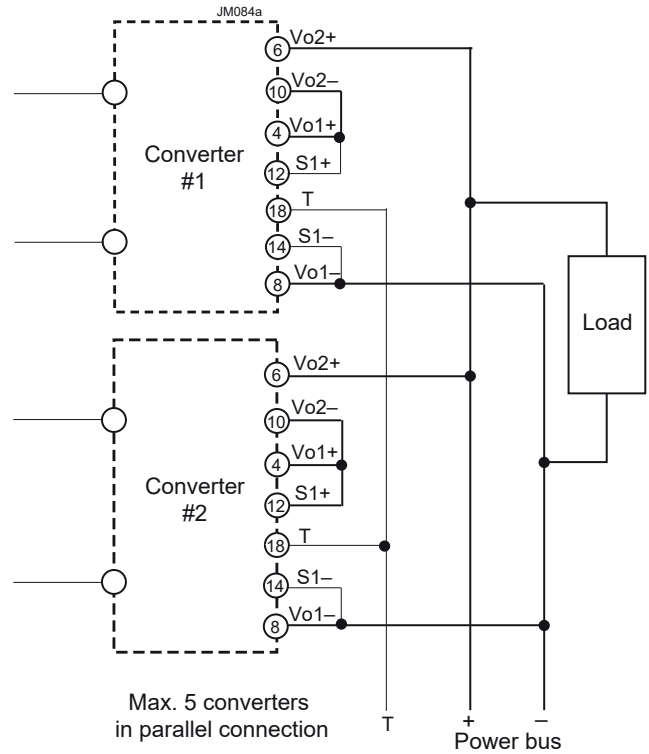 JM084a
6 Vo2+
10 Vo2–
4 Vo1+
12 S1+
18 T
14 S1–
8 Vo1–
Converter
#1
Load
6 Vo2+
10 Vo2–
4 Vo1+
12 S1+
18 T
14 S1–
8 Vo1–
Converter
#2
Max. 5 converters
in parallel connection
T
+ –
Power bus